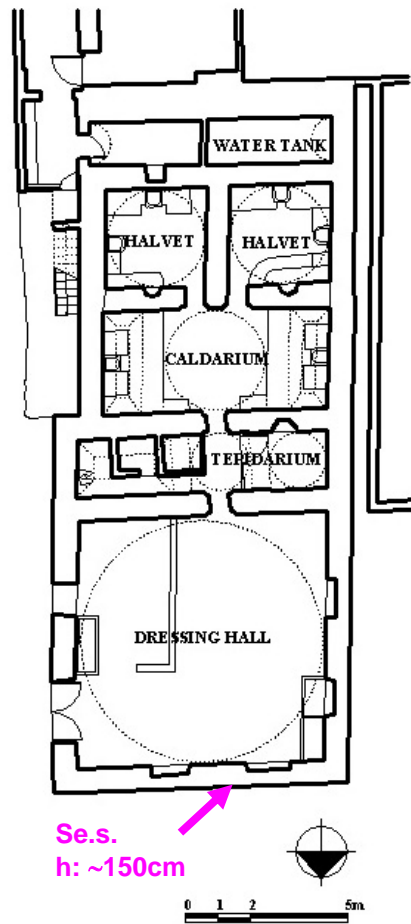 WATER TANK
HALVET HALVET
CALDARIUM
TEPIDARIUM
DRESSING HALL
Se.s.
h: ~150cm
0 1 2 5m.